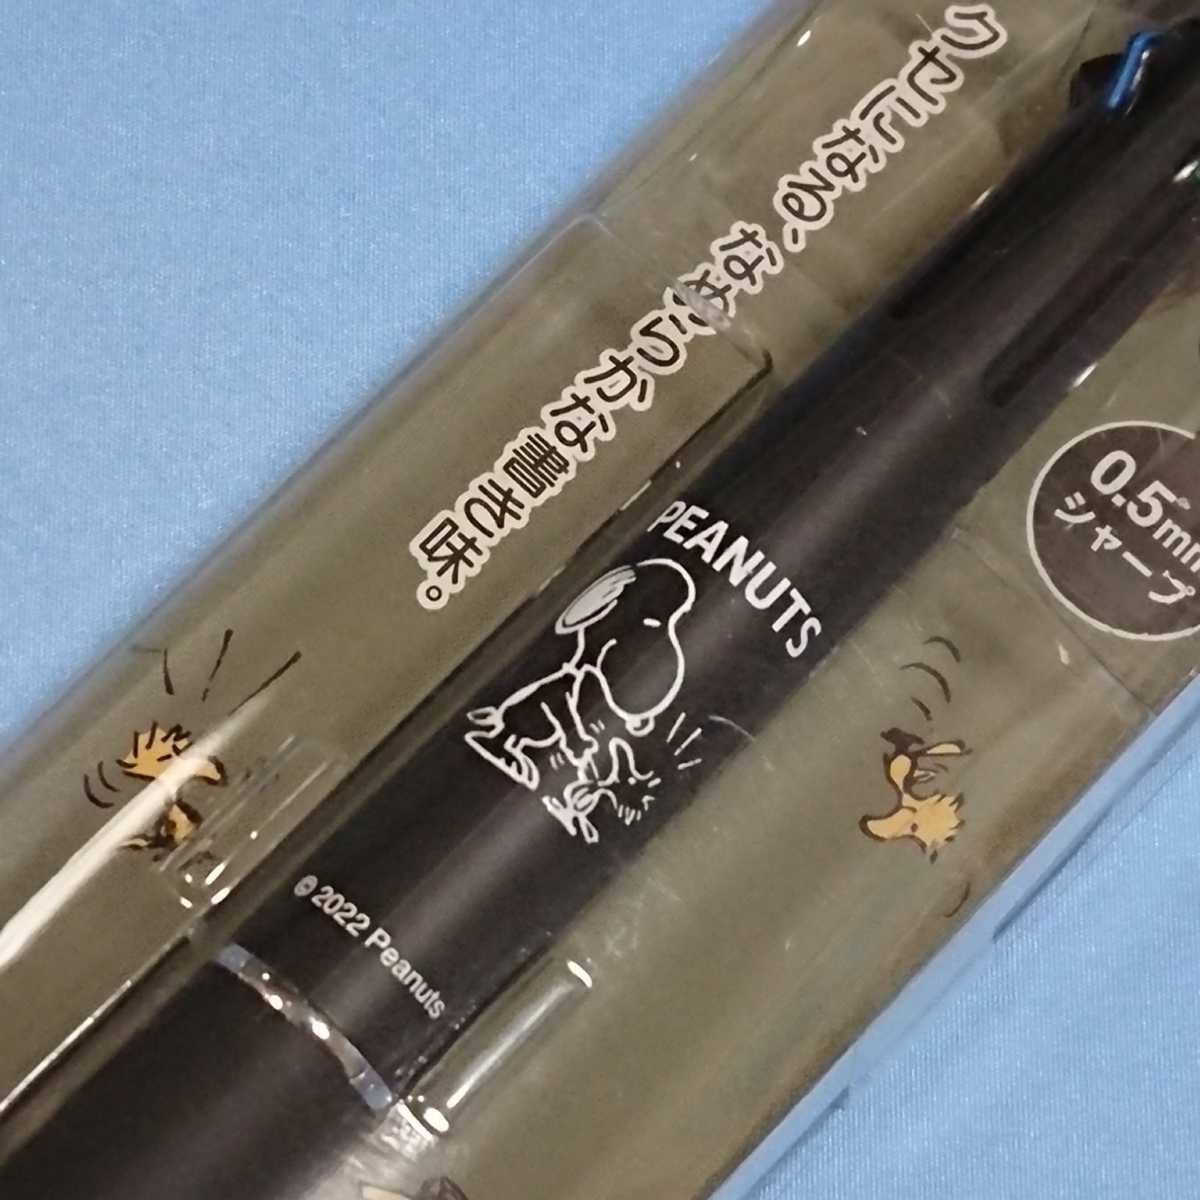 クセになる、なめらかな書き味。
0.5mm
シャープ
PEANUTS
© 2022 Peanuts